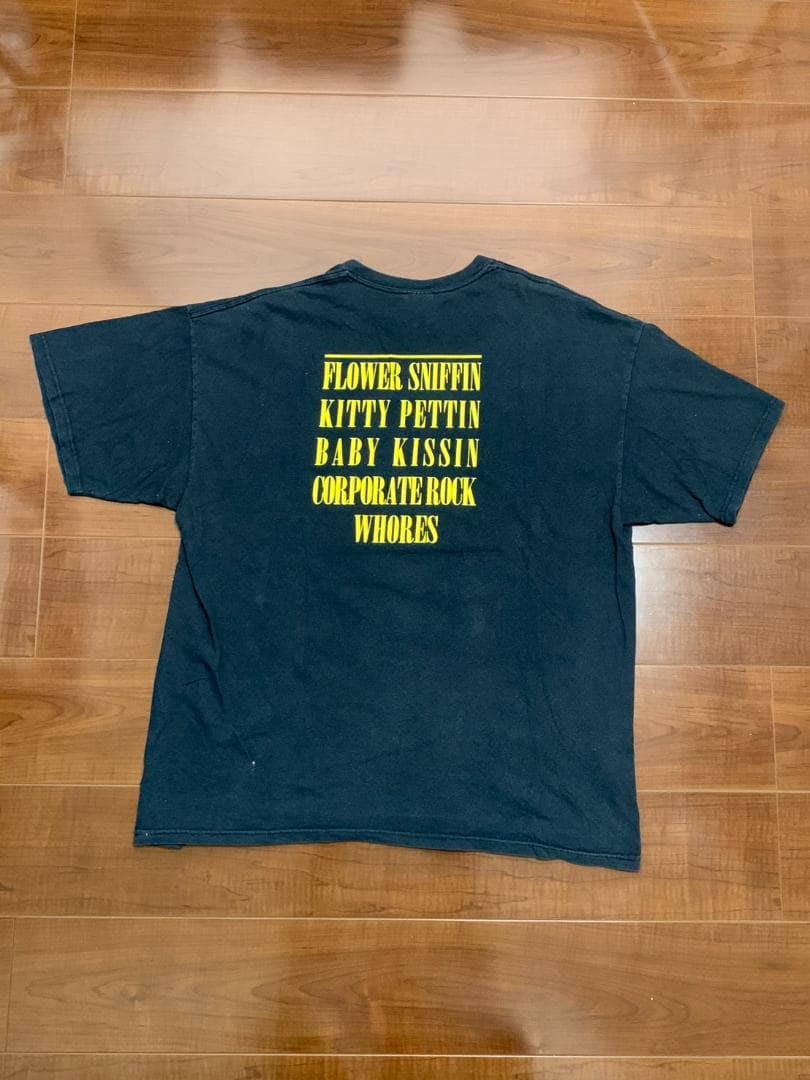 FLOWER SNIFFIN
KITTY PETTIN
BABY KISSIN
CORPORATE ROCK
WHORES